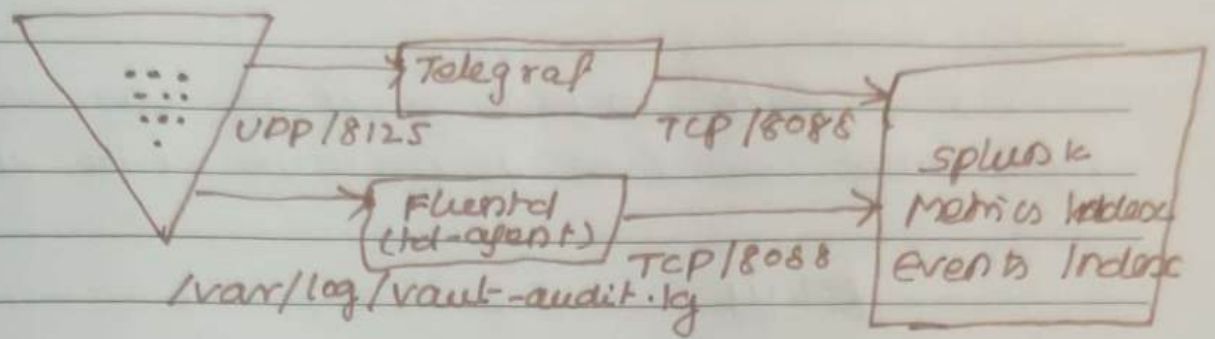 Telegraf
UDP/8125
TCP/8088
Splunk
Metrics Index
events Index
Fluentd
(td-agent)
TCP/8088
/var/log/vault-audit.lg